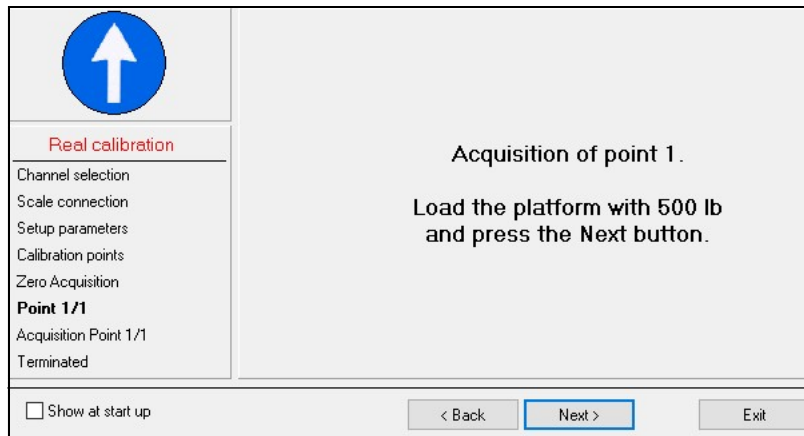 Real calibration
Channel selection
Scale connection
Setup parameters
Calibration points
Zero Acquisition
Point 1/1
Acquisition Point 1/1
Terminated
Acquisition of point 1.
Load the platform with 500 lb
and press the Next button.
Show at start up
< Back
Next >
Exit